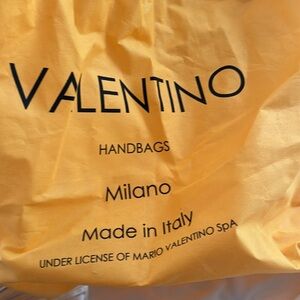 VALENTINO
HANDBAGS
Milano
Made in Italy
UNDER LICENSE OF MARIO VALENTINO SpA